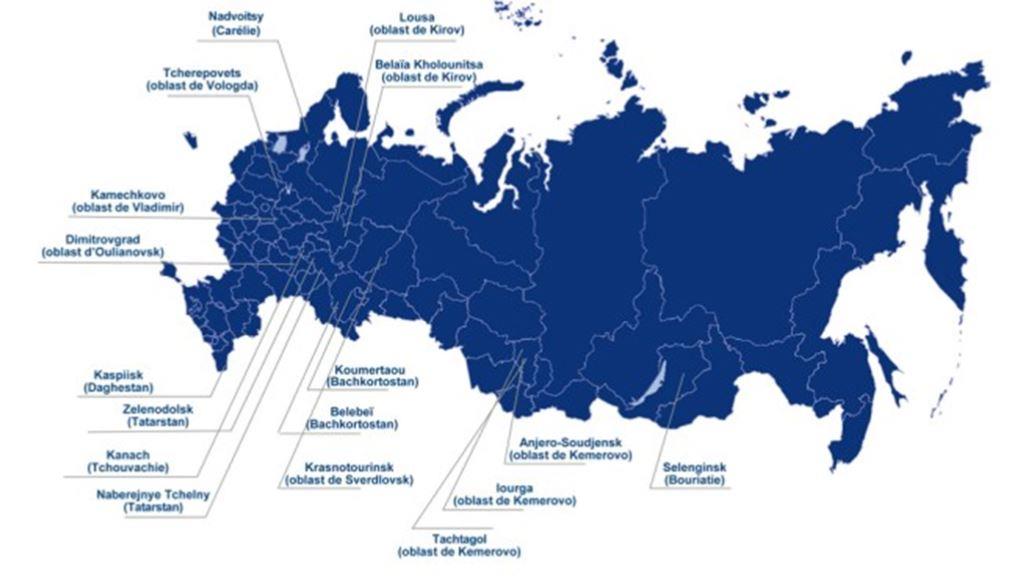 Nadvoitsy
(Carélie)
Lousa
(oblast de Kirov)
Tcherepovets
(oblast de Vologda)
Belaïa Kholounitsa
(oblast de Kirov)
Kamechkovo
(oblast de Vladimir)
Dimitrovgrad
(oblast d'Oulianovsk)
Kaspiisk
(Daghestan)
Zelenodolsk
(Tatarstan)
Kanach
(Tchouvachie)
Naberejnye Tchelny
(Tatarstan)
Koumertaou
(Bachkortostan)
Belebeï
(Bachkortostan)
Krasnotourinsk
(oblast de Sverdlovsk)
Anjero-Soudjensk
(oblast de Kemerovo)
Iourga
(oblast de Kemerovo)
Tachtagol
(oblast de Kemerovo)
Selenginsk
(Bouriatie)